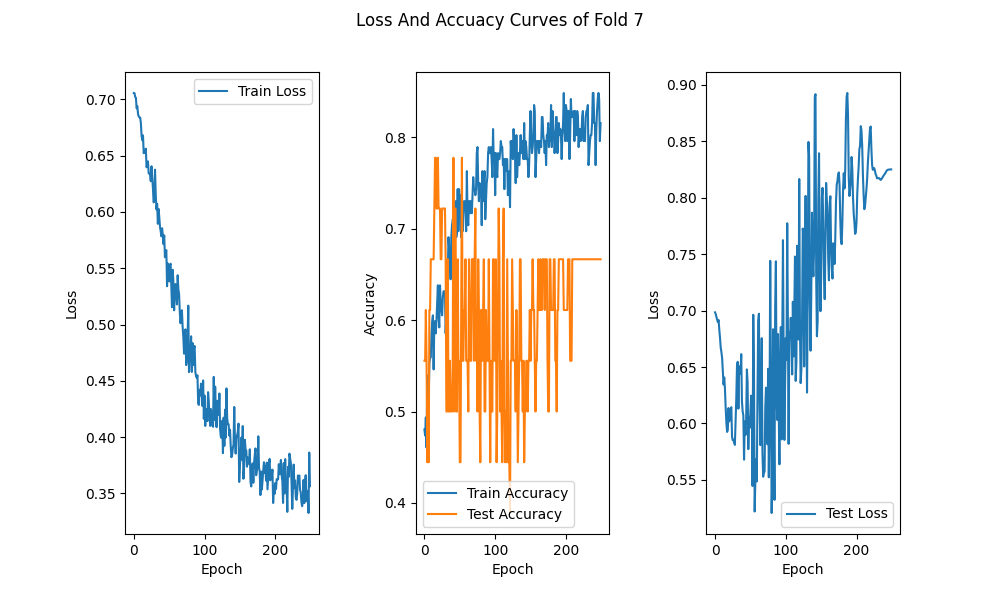 Loss And Accuacy Curves of Fold 7
0.70
0.65
0.60
0.55
0.50
0.45
0.40
0.35
Loss
0 100 200
Epoch
Train Loss
0.8
0.7
0.6
0.5
0.4
Accuracy
0 100 200
Epoch
Train Accuracy
Test Accuracy
0.90
0.85
0.80
0.75
0.70
0.65
0.60
0.55
Loss
0 100 200
Epoch
Test Loss